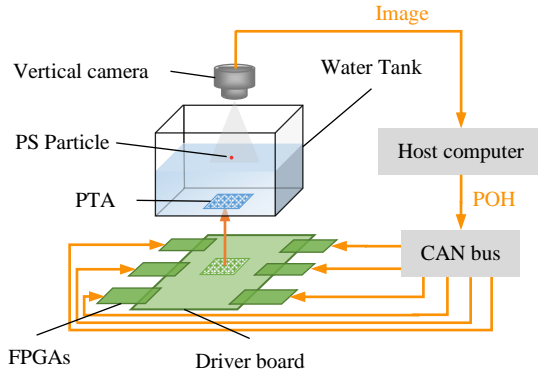 Image
Vertical camera
Water Tank
PS Particle
Host computer
PTA
POH
CAN bus
FPGAs
Driver board